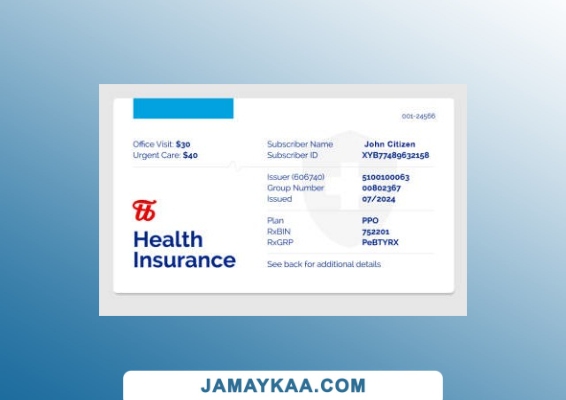 001-24566
Office Visit: $30
Urgent Care: $40
Subscriber Name John Citizen
Subscriber ID XYB77489632158
Issuer (606740) 5100100063
Group Number 00802367
Issued 07/2024
Plan PPO
RxBIN 752201
RxGRP PeBTYRX
Health
Insurance
See back for additional details
JAMAYKAA.COM